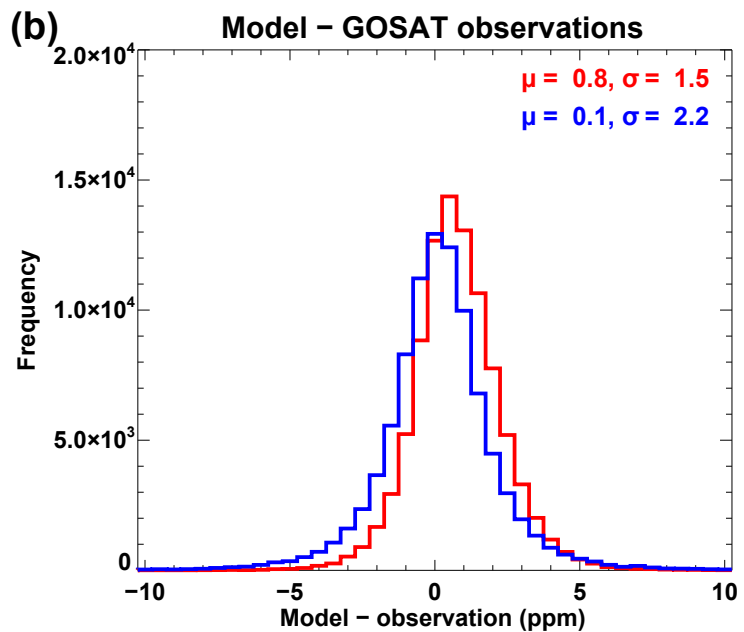 (b)
Model − GOSAT observations
μ = 0.8, σ = 1.5
μ = 0.1, σ = 2.2
Frequency
2.0×10⁴
1.5×10⁴
1.0×10⁴
5.0×10³
0
−10 −5 0 5 10
Model − observation (ppm)